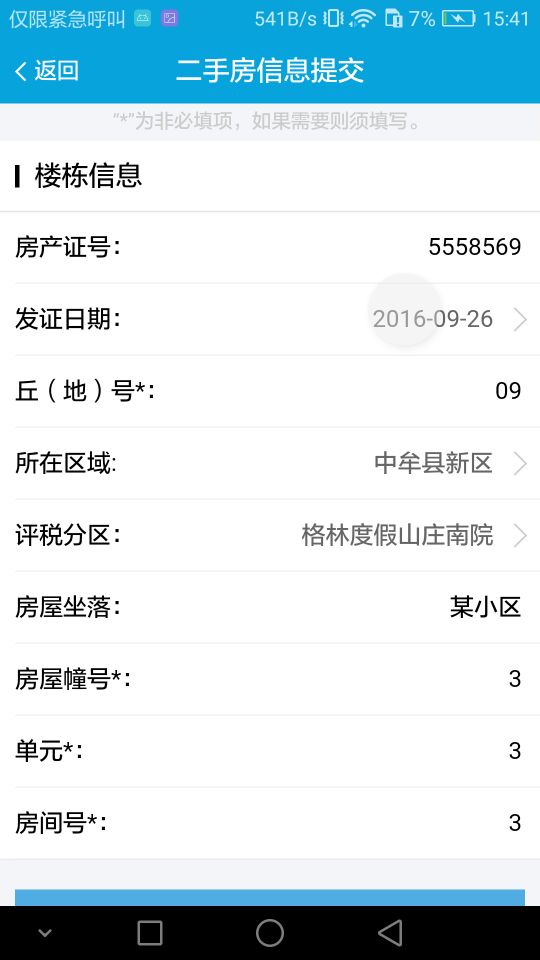 仅限紧急呼叫 541B/s 7% 15:41
返回 二手房信息提交
“*”为非必填项，如果需要则须填写。
楼栋信息
房产证号： 5558569
发证日期： 2016-09-26
丘（地）号*： 09
所在区域: 中牟县新区
评税分区： 格林度假山庄南院
房屋坐落： 某小区
房屋幢号*： 3
单元*： 3
房间号*： 3